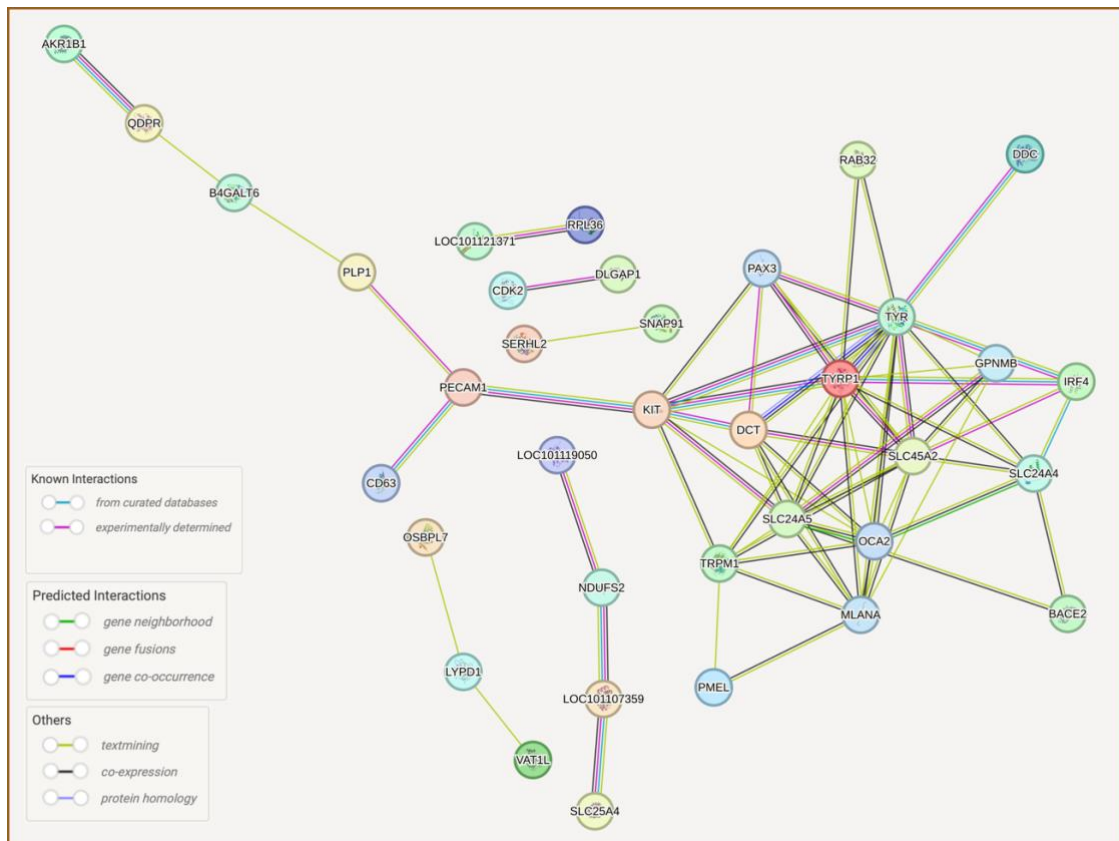 AKR1B1
QDPR
B4GALT6
PLP1
LOC101121371
RPL36
CDK2
DLGAP1
SERHL2
SNAP91
RAB32
DDC
PAX3
TYR
TYRP1
GPNMB
IRF4
PECAM1
KIT
DCT
SLC45A2
SLC24A4
CD63
LOC101119050
SLC24A5
OCA2
OSBPL7
TRPM1
NDUFS2
MLANA
BACE2
LYPD1
PMEL
LOC101107359
VAT1L
SLC25A4
Known Interactions
from curated databases
experimentally determined
Predicted Interactions
gene neighborhood
gene fusions
gene co-occurrence
Others
textmining
co-expression
protein homology